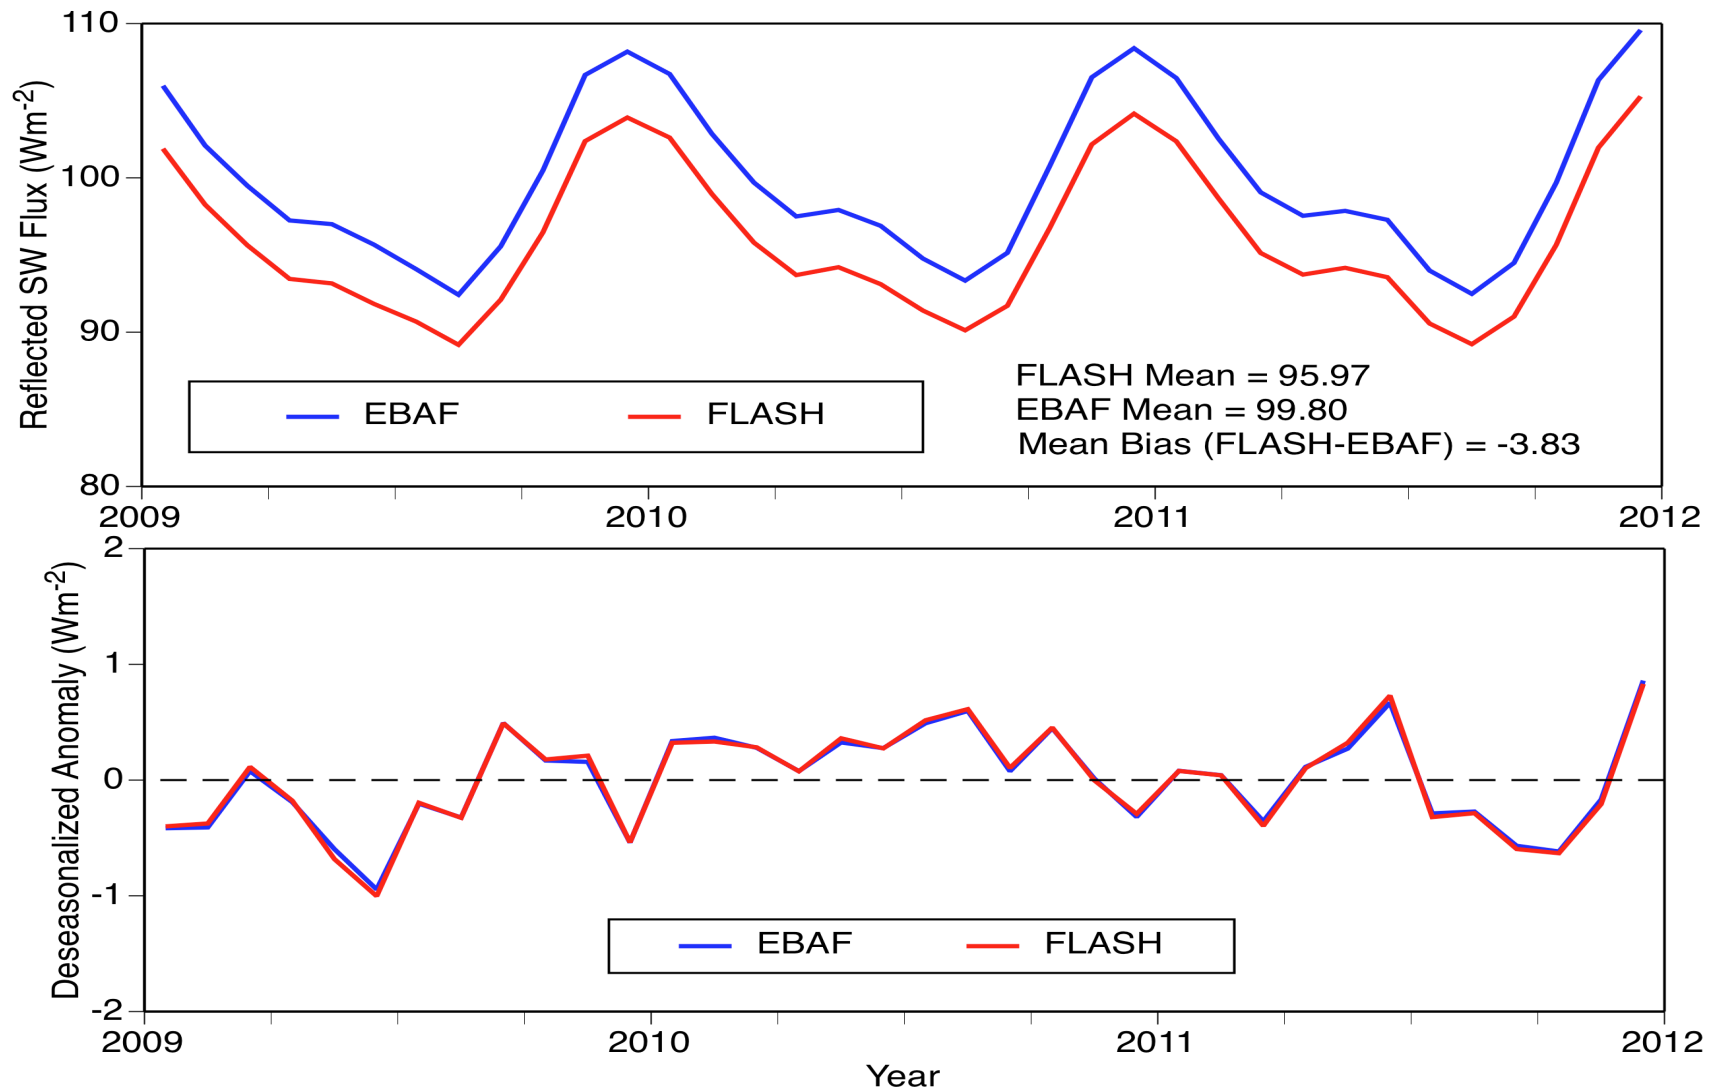 110
100
90
80
Reflected SW Flux (Wm-2)
EBAF
FLASH
FLASH Mean = 95.97
EBAF Mean = 99.80
Mean Bias (FLASH-EBAF) = -3.83
2009 2010 2011 2012
2
1
0
-1
-2
Deseasonalized Anomaly (Wm-2)
EBAF
FLASH
2009 2010 2011 2012
Year